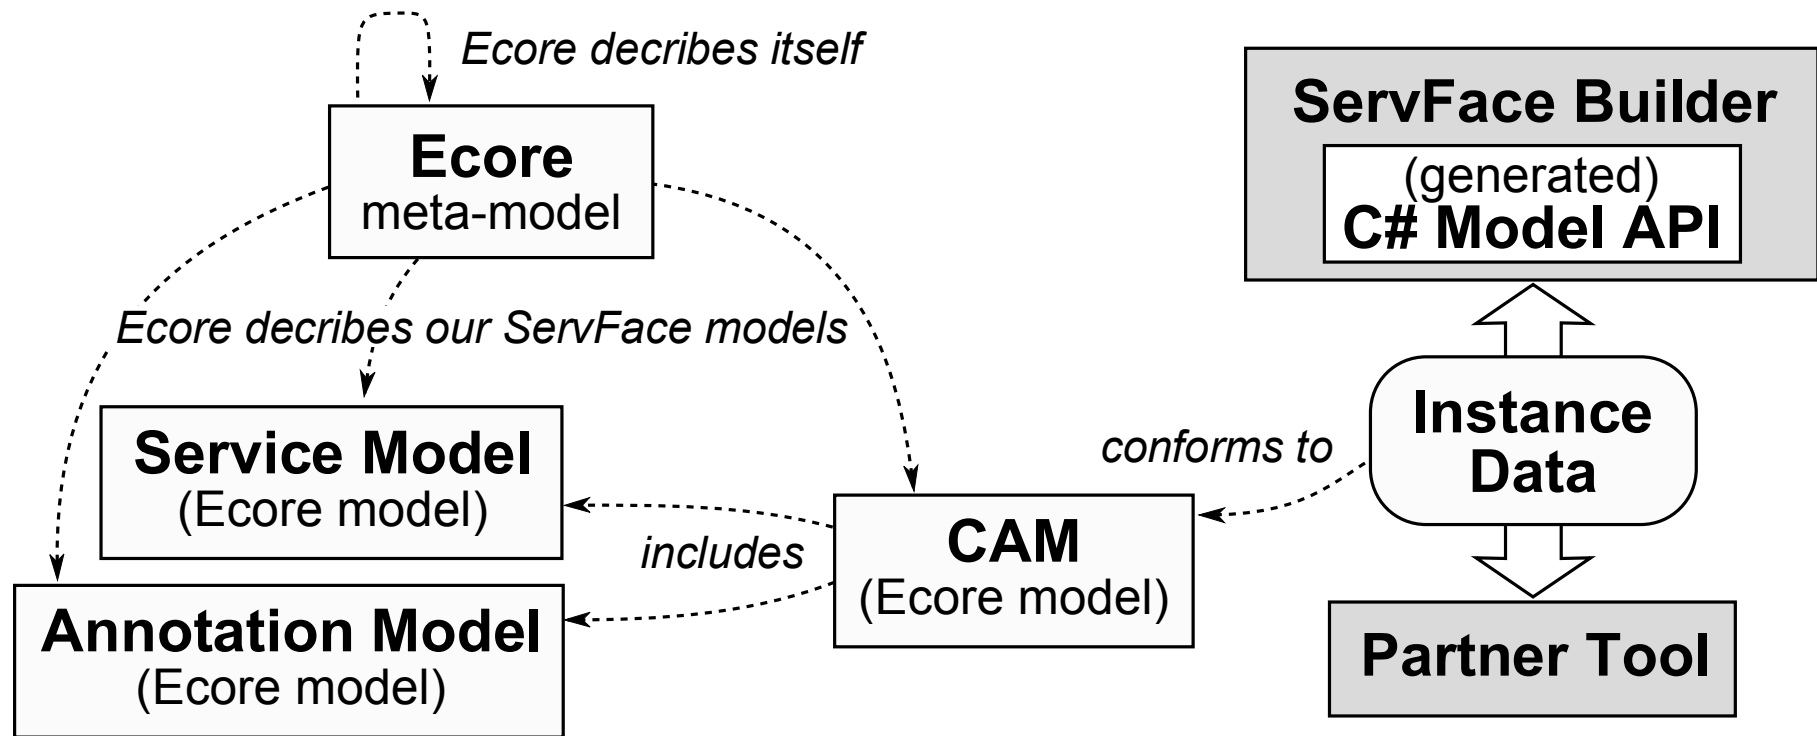 Ecore decribes itself
Ecore
meta-model
Ecore decribes our ServFace models
Service Model
(Ecore model)
Annotation Model
(Ecore model)
includes
CAM
(Ecore model)
conforms to
ServFace Builder
(generated)
C# Model API
Instance
Data
Partner Tool